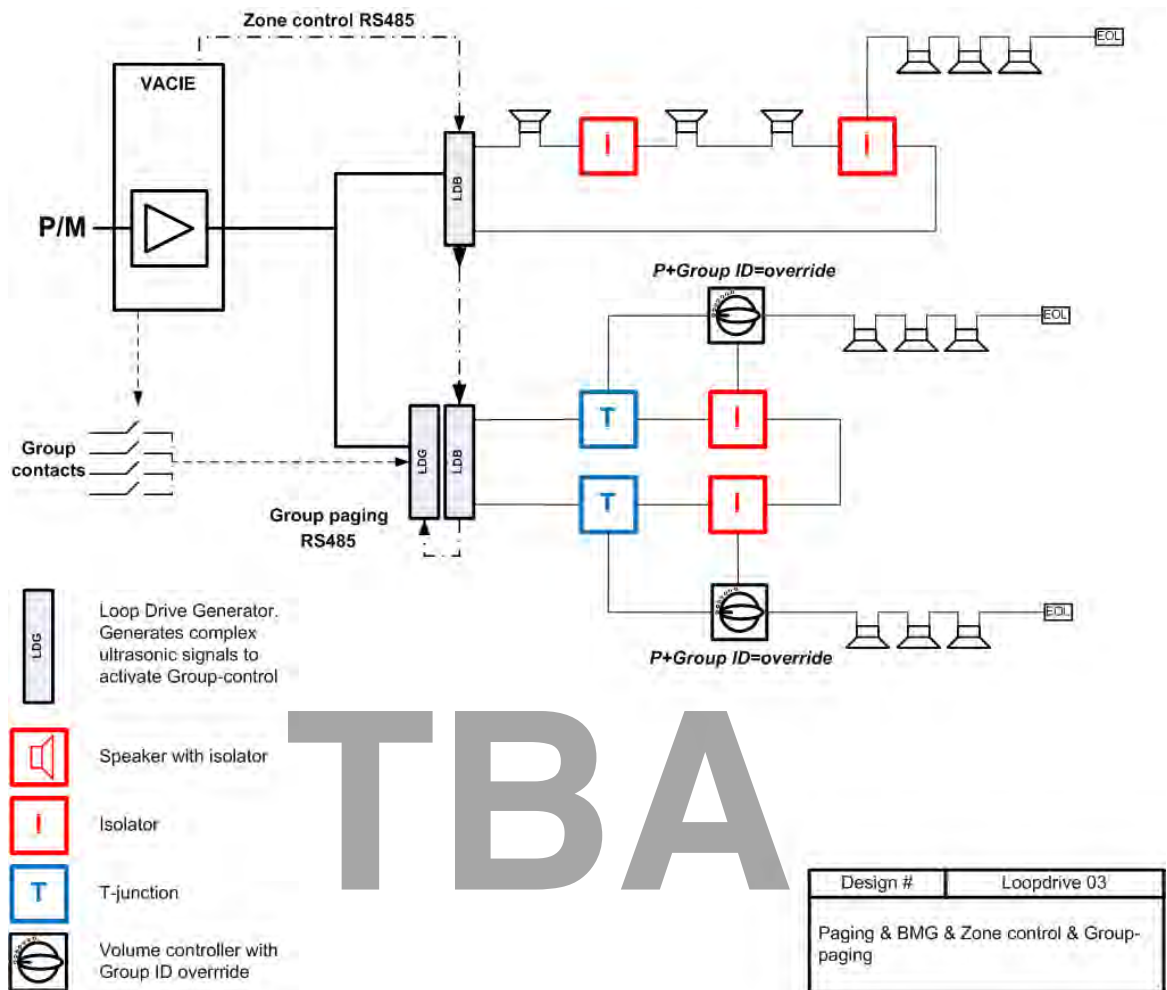 Zone control RS485
VACIE
EOL
LDB
I
I
P/M
P+Group ID=override
EOL
T
I
Group
contacts
LDG
LDB
T
I
Group paging
RS485
EOL
P+Group ID=override
LDG
Loop Drive Generator.
Generates complex
ultrasonic signals to
activate Group-control
TBA
Speaker with isolator
I
Isolator
T
T-junction
Volume controller with
Group ID overrride
Design #
Loopdrive 03
Paging & BMG & Zone control & Group-
paging